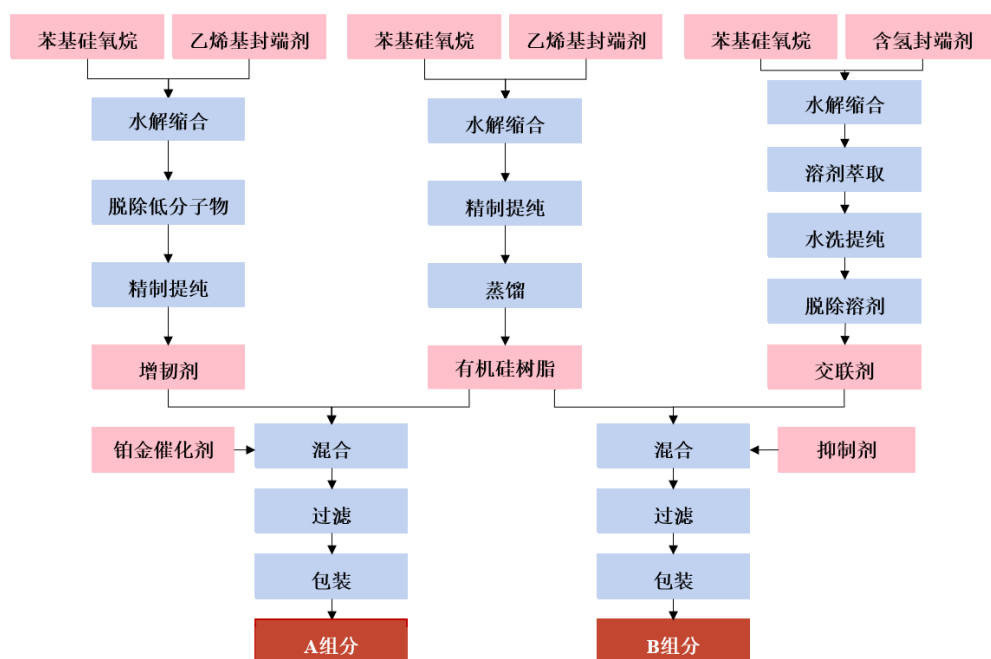 苯基硅氧烷
乙烯基封端剂
苯基硅氧烷
乙烯基封端剂
苯基硅氧烷
含氢封端剂
水解缩合
水解缩合
水解缩合
脱除低分子物
精制提纯
溶剂萃取
水洗提纯
精制提纯
蒸馏
脱除溶剂
增韧剂
有机硅树脂
交联剂
铂金催化剂
混合
混合
抑制剂
过滤
过滤
包装
包装
A组分
B组分